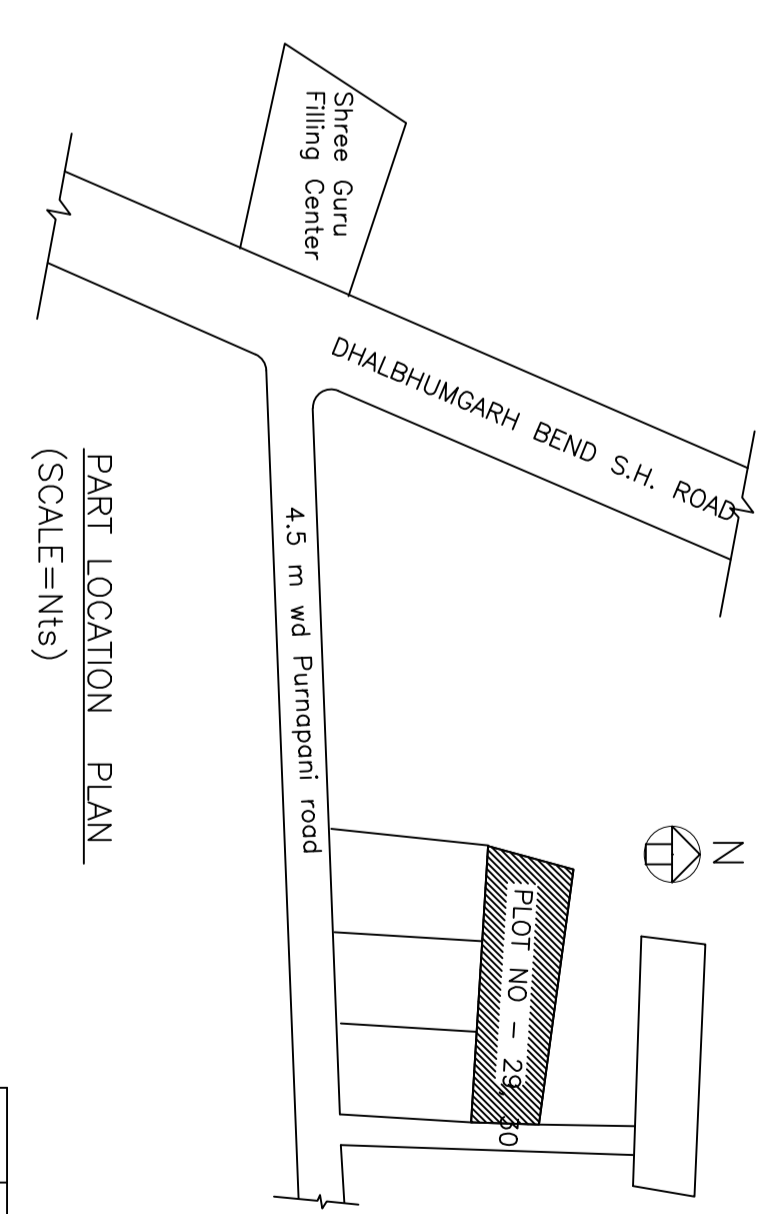 N
DHALBHUMGARH BEND S.H. ROAD
PLOT NO - 29, 30
Shree Guru
Filling Center
4.5 m wd Purnapani road
PART LOCATION PLAN
(SCALE=Nts)